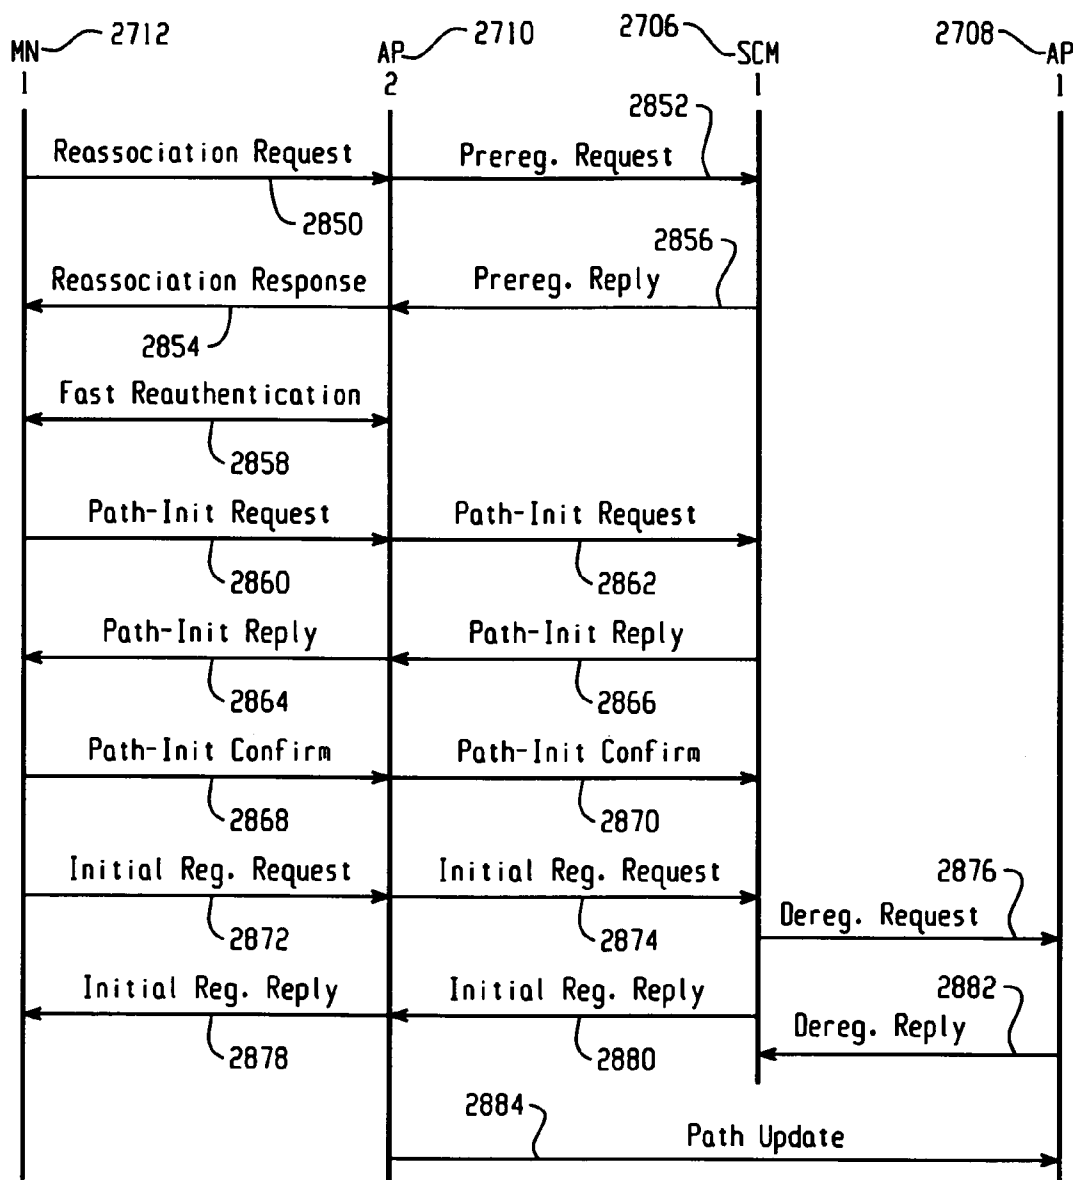 2712 2710 2706 2708
MN AP SCM AP
1 2 1 1
2852
Reassociation Request Prereg. Request
2850
2856
Reassociation Response Prereg. Reply
2854
Fast Reauthentication
2858
Path-Init Request Path-Init Request
2860 2862
Path-Init Reply Path-Init Reply
2864 2866
Path-Init Confirm Path-Init Confirm
2868 2870
Initial Reg. Request Initial Reg. Request 2876
Dereg. Request
2872 2874
Initial Reg. Reply Initial Reg. Reply 2882
Dereg. Reply
2878 2880
2884
Path Update